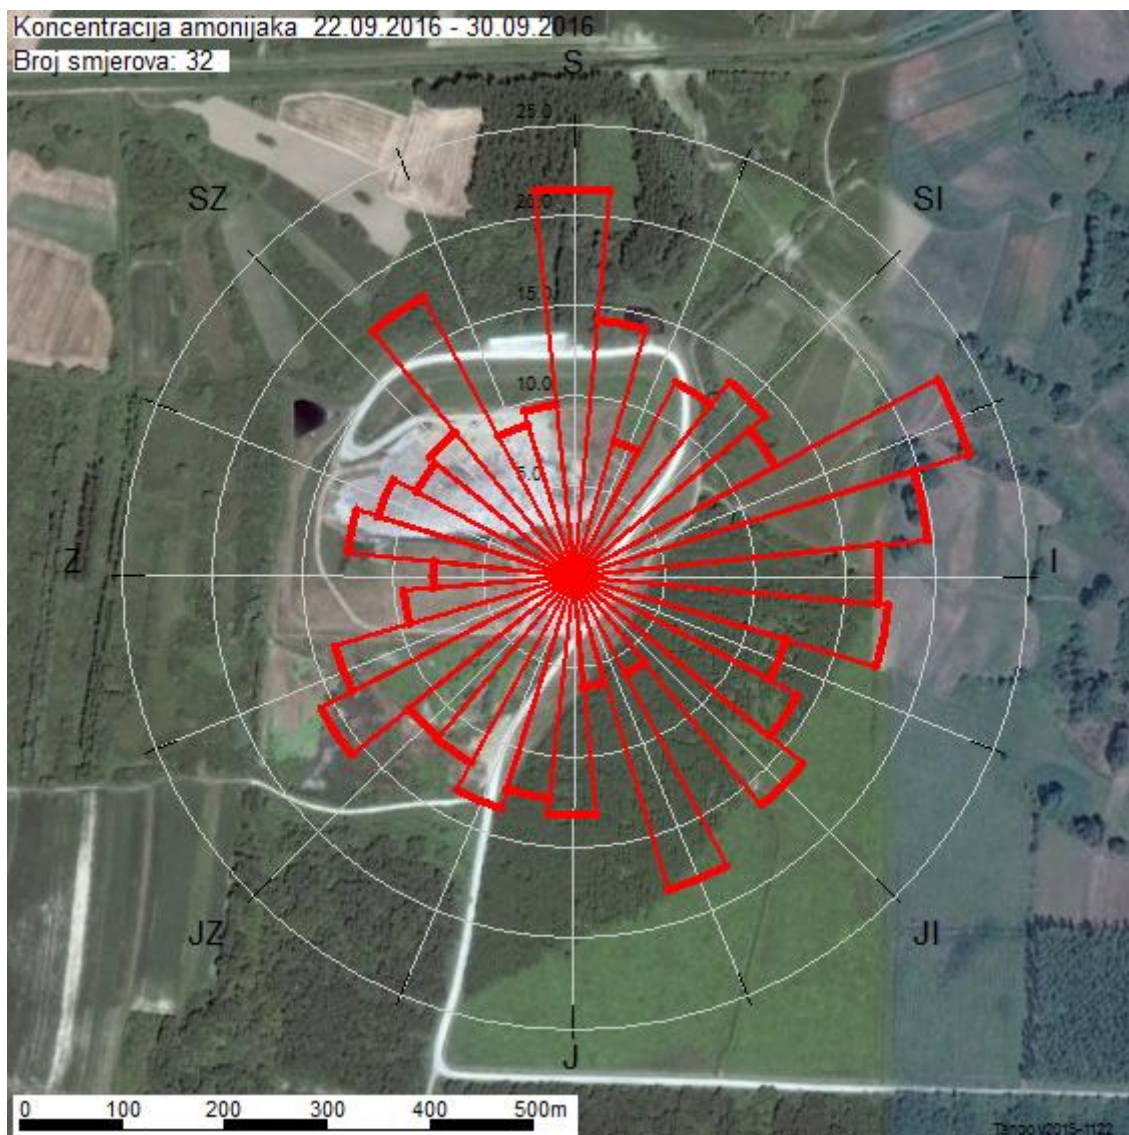 Koncentracija amonijaka 22.09.2016 - 30.09.2016
Broj smjerova: 32
S
25.0
SZ
SI
20.0
15.0
10.0
5.0
Z
I
JZ
JI
J
0 100 200 300 400 500m
Tango v2015-1122